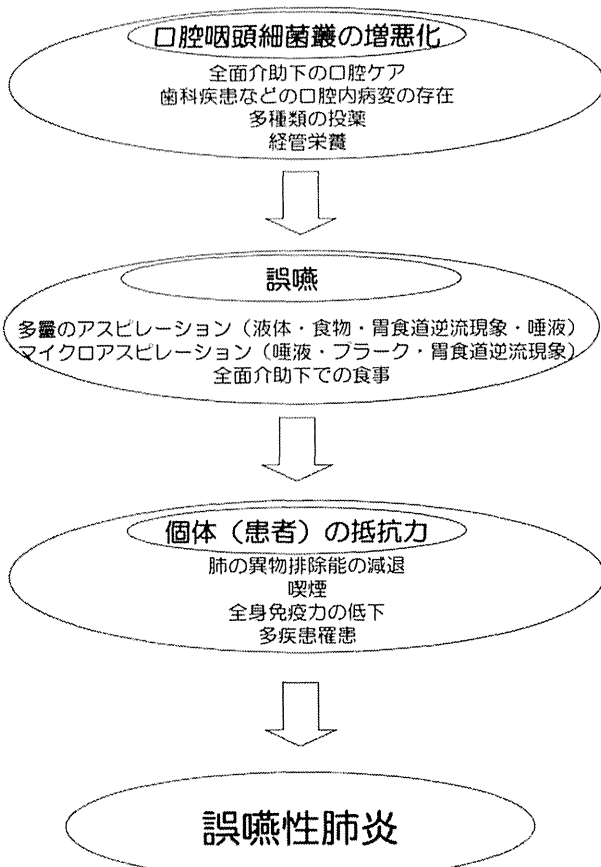 口腔咽頭細菌叢の増悪化
全面介助下の口腔ケア
歯科疾患などの口腔内病変の存在
多種類の投薬
経管栄養
誤嚥
多量のアスピレーション（液体・食物・胃食道逆流現象・唾液）
マイクロアスピレーション（唾液・プラーク・胃食道逆流現象）
全面介助下での食事
個体（患者）の抵抗力
肺の異物排除能の減退
喫煙
全身免疫力の低下
多疾患罹患
誤嚥性肺炎